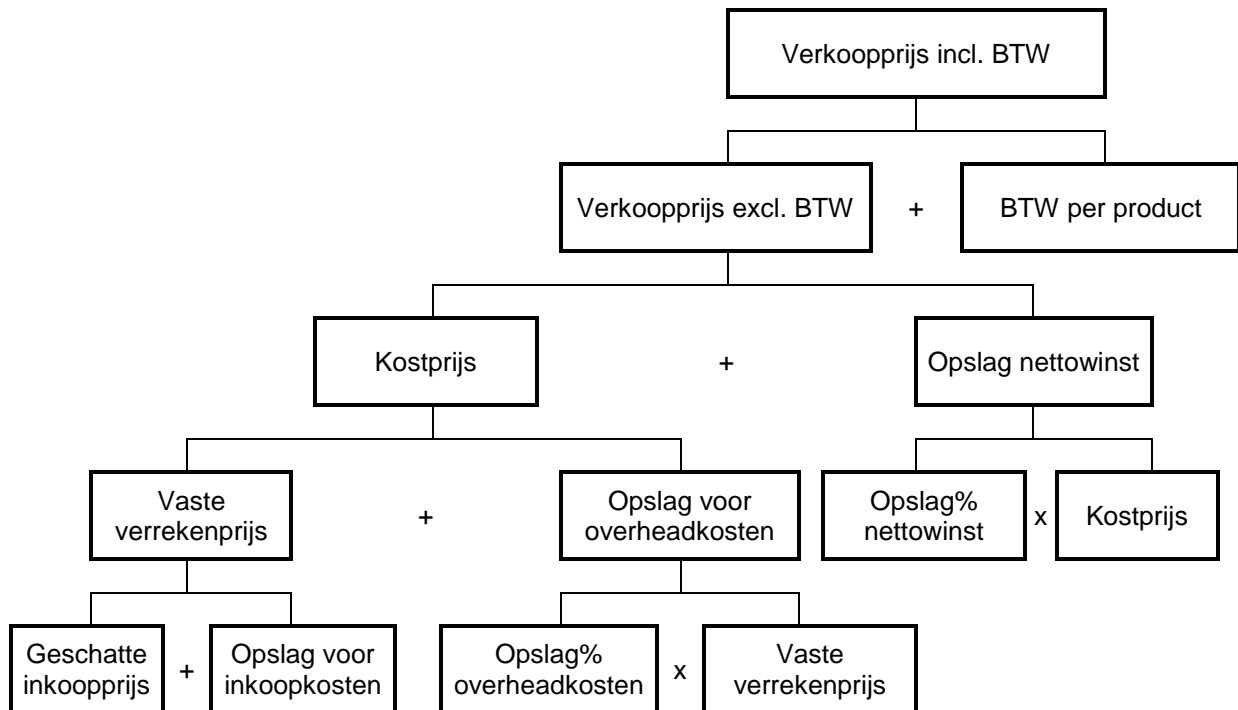 Verkoopprijs incl. BTW
Verkoopprijs excl. BTW + BTW per product
Kostprijs + Opslag nettowinst
Vaste
verrekenprijs
+
Opslag voor
overheadkosten
Opslag%
nettowinst
x
Kostprijs
Geschatte
inkoopprijs
+
Opslag voor
inkoopkosten
Opslag%
overheadkosten
x
Vaste
verrekenprijs